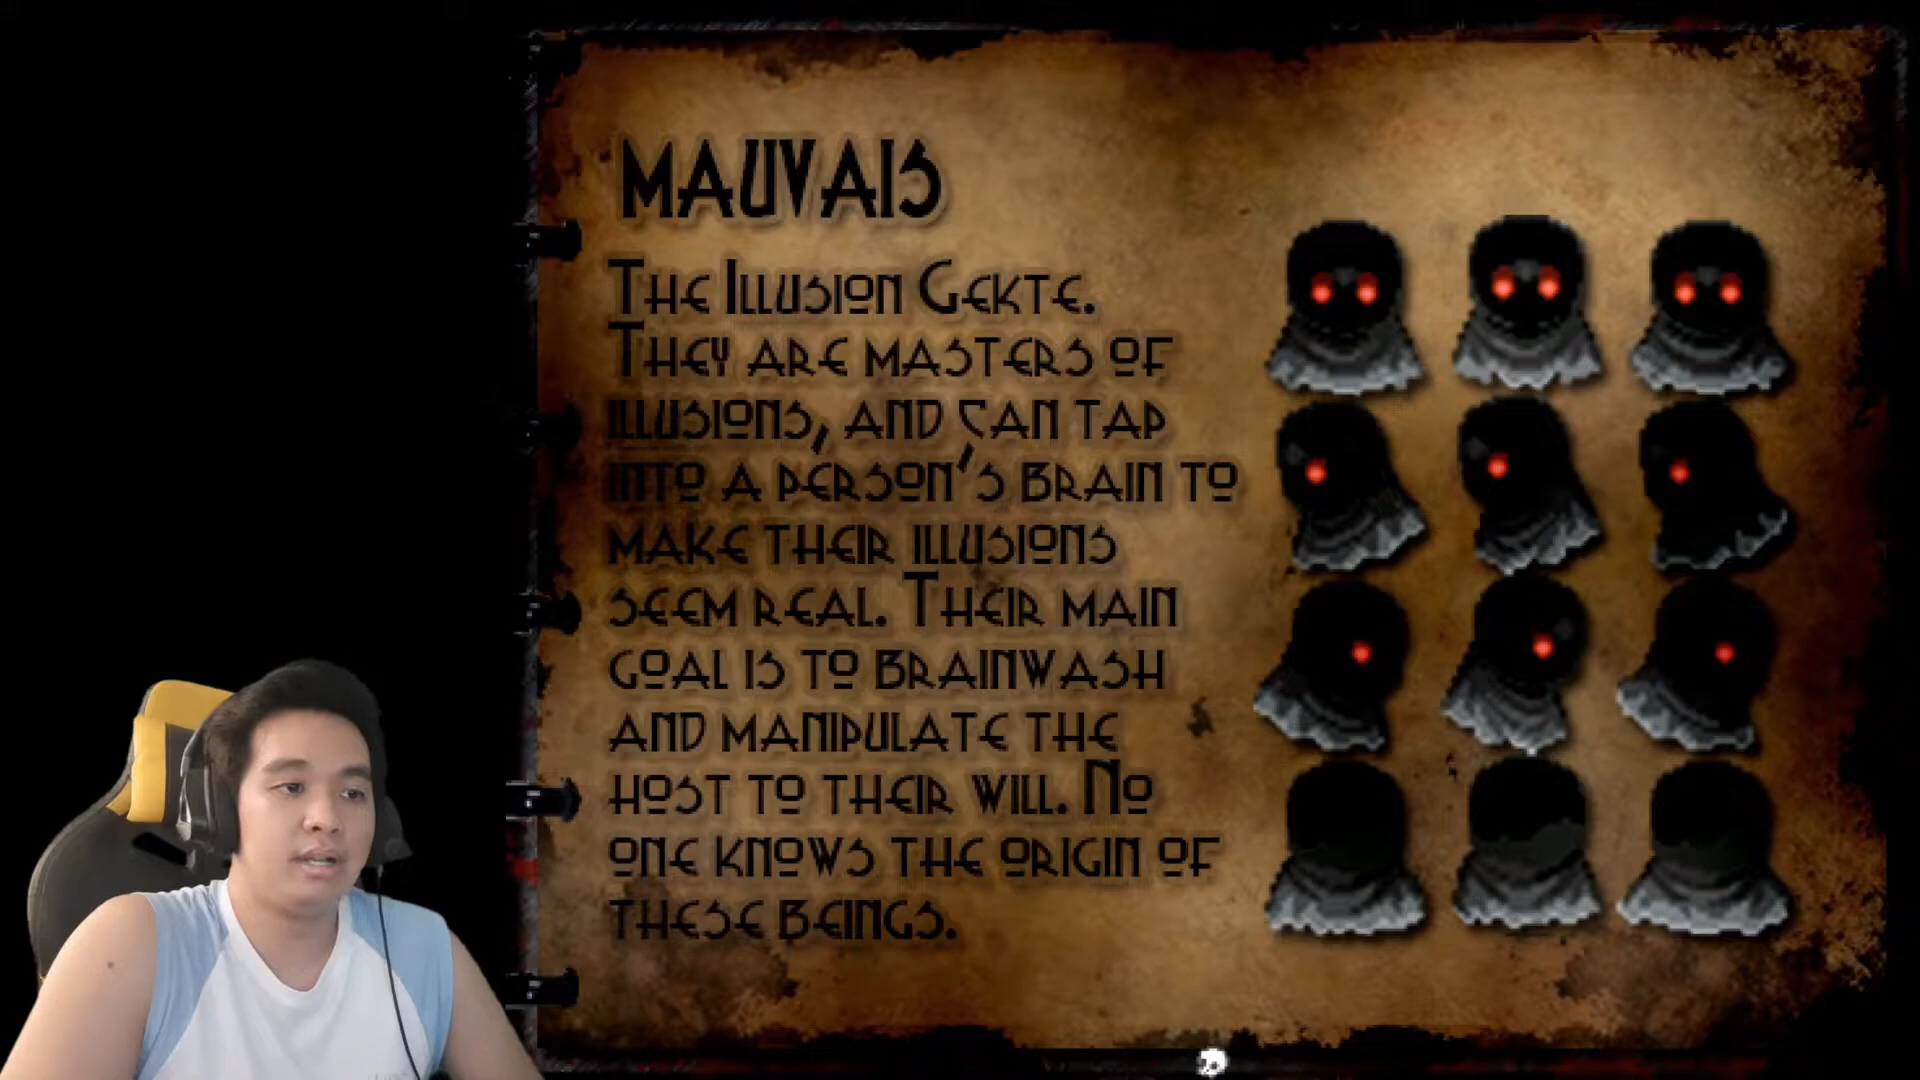 MAUVAIS
THE ILLUSION GEKTE.
THEY ARE MASTERS OF
ILLUSIONS, AND CAN TAP
INTO A PERSON'S BRAIN TO
MAKE THEIR ILLUSIONS
SEEM REAL. THEIR MAIN
GOAL IS TO BRAINWASH
AND MANIPULATE THE
HOST TO THEIR WILL. NO
ONE KNOWS THE ORIGIN OF
THESE BEINGS.